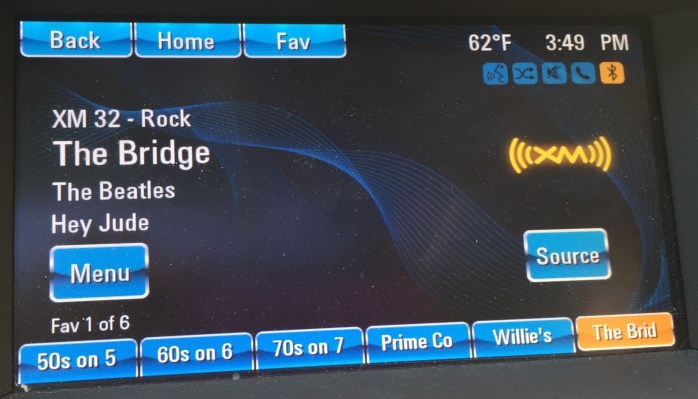 Back Home Fav 62°F 3:49 PM
XM 32 - Rock
The Bridge
((XM))
The Beatles
Hey Jude
Menu Source
Fav 1 of 6
50s on 5 60s on 6 70s on 7 Prime Co Willie's The Brid